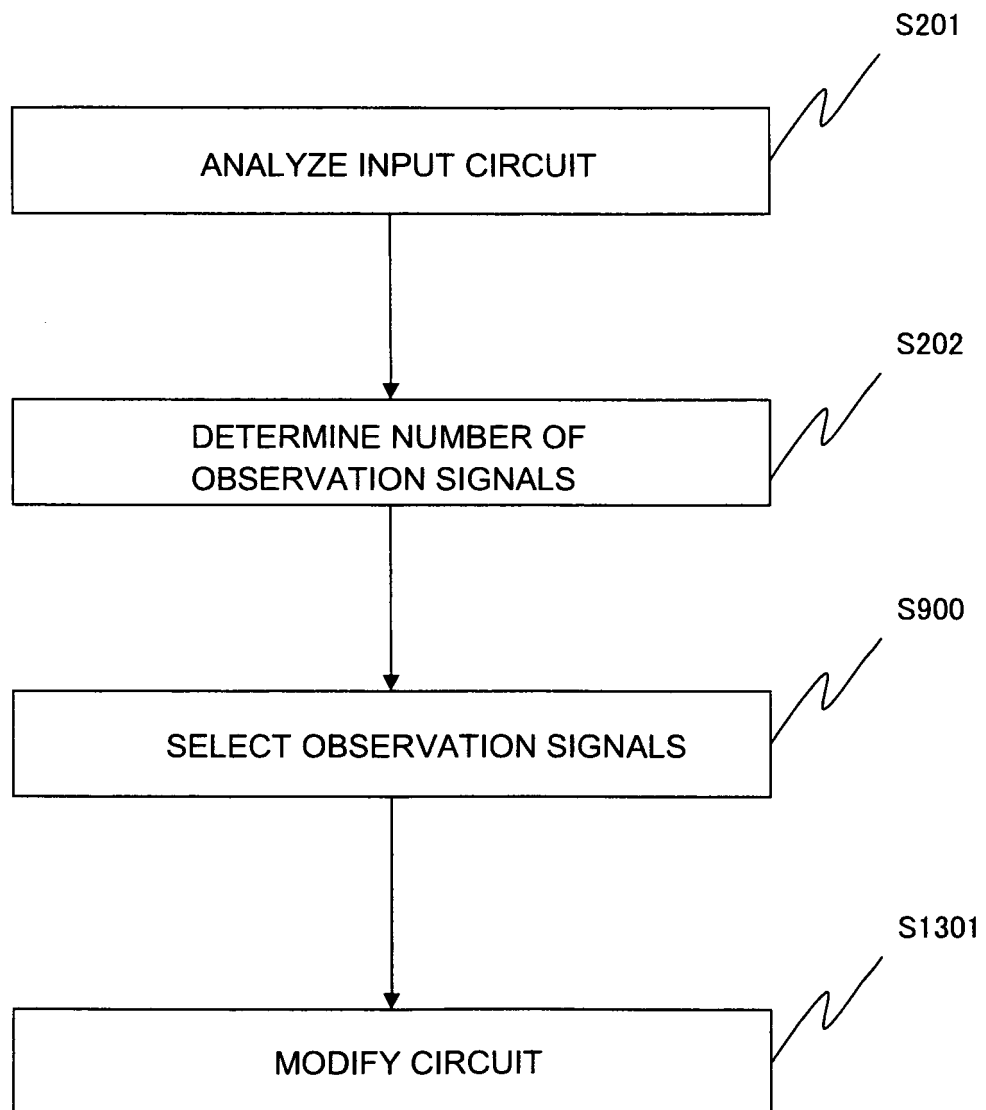 S201
ANALYZE INPUT CIRCUIT
S202
DETERMINE NUMBER OF
OBSERVATION SIGNALS
S900
SELECT OBSERVATION SIGNALS
S1301
MODIFY CIRCUIT